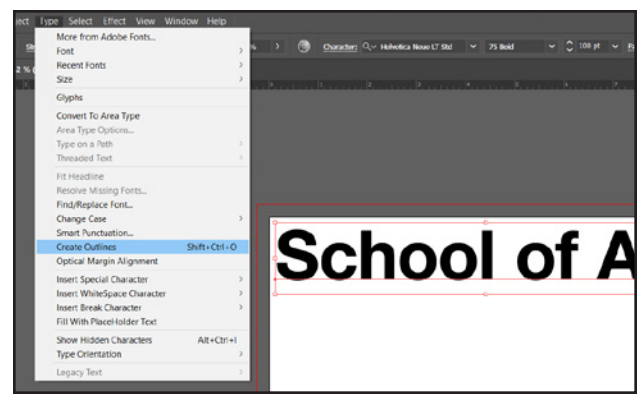 ject Type Select Effect View Window Help
More from Adobe Fonts...
Font
Recent Fonts
Size
Glyphs
Convert To Area Type
Area Type Options...
Type on a Path
Threaded Text
Fit Headline
Resolve Missing Fonts...
Find/Replace Font...
Change Case
Smart Punctuation...
Create Outlines Shift+Ctrl+O
Optical Margin Alignment
Insert Special Character
Insert WhiteSpace Character
Insert Break Character
Fill With Placeholder Text
Show Hidden Characters Alt+Ctrl+I
Type Orientation
Legacy Text
Character: Helvetica Neue LT Std 75 Bold 100 pt
School of A